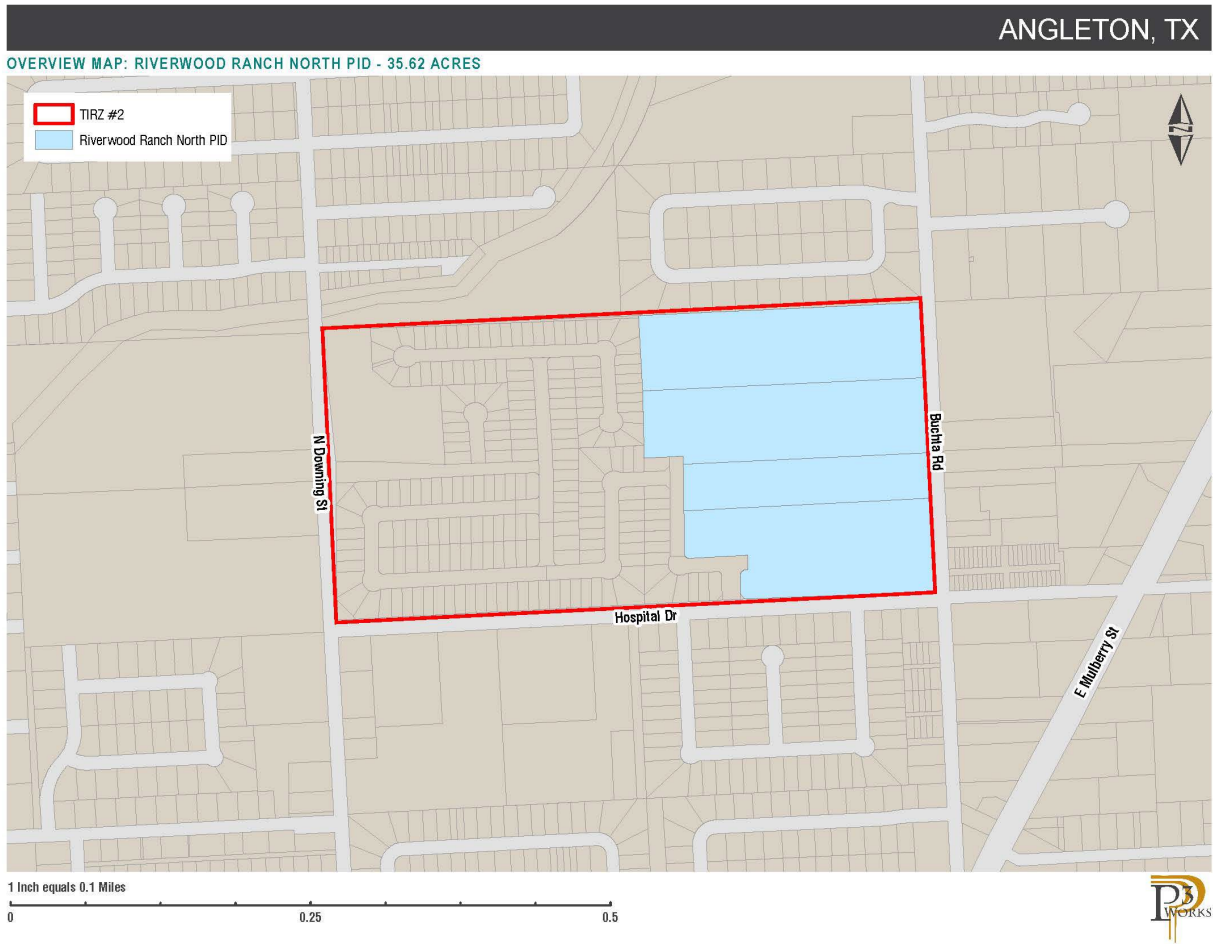 ANGLETON, TX
OVERVIEW MAP: RIVERWOOD RANCH NORTH PID - 35.62 ACRES
TIRZ #2
Riverwood Ranch North PID
N
N Downing St
Buchta Rd
Hospital Dr
E Mulberry St
1 Inch equals 0.1 Miles
0 0.25 0.5
P3
WORKS